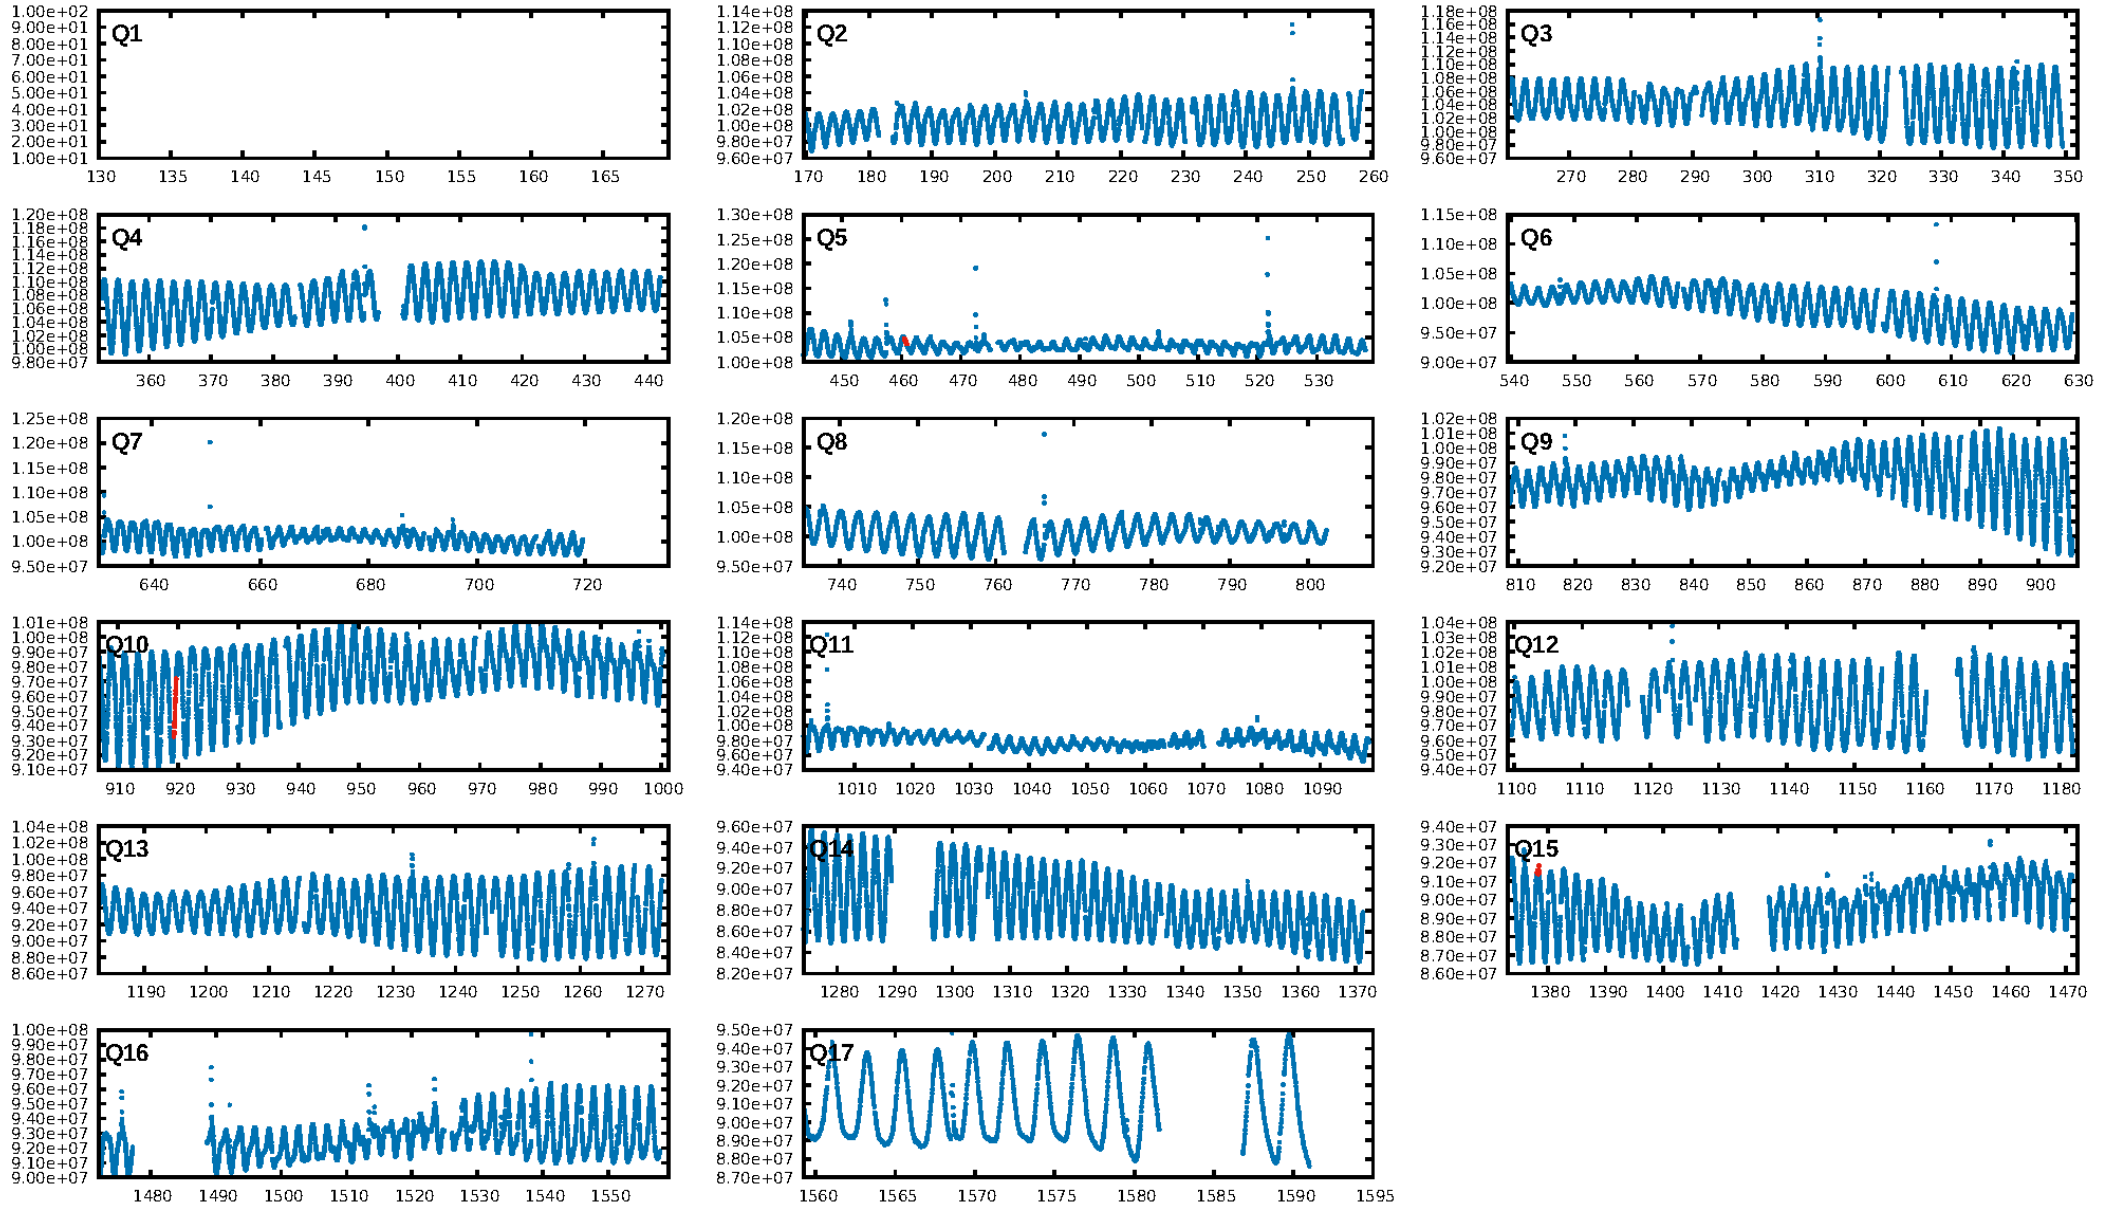 1.00e+02
9.00e+01
8.00e+01
7.00e+01
6.00e+01
5.00e+01
4.00e+01
3.00e+01
2.00e+01
1.00e+01
Q1
130 135 140 145 150 155 160 165
1.14e+08
1.12e+08
1.10e+08
1.08e+08
1.06e+08
1.04e+08
1.02e+08
1.00e+08
9.80e+07
9.60e+07
Q2
170 180 190 200 210 220 230 240 250 260
1.18e+08
1.16e+08
1.14e+08
1.12e+08
1.10e+08
1.08e+08
1.06e+08
1.04e+08
1.02e+08
1.00e+08
9.80e+07
9.60e+07
Q3
270 280 290 300 310 320 330 340 350
1.20e+08
1.18e+08
1.16e+08
1.14e+08
1.12e+08
1.10e+08
1.08e+08
1.06e+08
1.04e+08
1.02e+08
1.00e+08
9.80e+07
Q4
360 370 380 390 400 410 420 430 440
1.30e+08
1.25e+08
1.20e+08
1.15e+08
1.10e+08
1.05e+08
1.00e+08
Q5
450 460 470 480 490 500 510 520 530
1.15e+08
1.10e+08
1.05e+08
1.00e+08
9.50e+07
9.00e+07
Q6
540 550 560 570 580 590 600 610 620 630
1.25e+08
1.20e+08
1.15e+08
1.10e+08
1.05e+08
1.00e+08
9.50e+07
Q7
640 660 680 700 720
1.20e+08
1.15e+08
1.10e+08
1.05e+08
1.00e+08
9.50e+07
Q8
740 750 760 770 780 790 800
1.02e+08
1.01e+08
1.00e+08
9.90e+07
9.80e+07
9.70e+07
9.60e+07
9.50e+07
9.40e+07
9.30e+07
9.20e+07
Q9
810 820 830 840 850 860 870 880 890 900
1.01e+08
1.00e+08
9.90e+07
9.80e+07
9.70e+07
9.60e+07
9.50e+07
9.40e+07
9.30e+07
9.20e+07
9.10e+07
Q10
910 920 930 940 950 960 970 980 990 1000
1.14e+08
1.12e+08
1.10e+08
1.08e+08
1.06e+08
1.04e+08
1.02e+08
1.00e+08
9.80e+07
9.60e+07
9.40e+07
Q11
1010 1020 1030 1040 1050 1060 1070 1080 1090
1.04e+08
1.03e+08
1.02e+08
1.01e+08
1.00e+08
9.90e+07
9.80e+07
9.70e+07
9.60e+07
9.50e+07
9.40e+07
Q12
1100 1110 1120 1130 1140 1150 1160 1170 1180
1.04e+08
1.02e+08
1.00e+08
9.80e+07
9.60e+07
9.40e+07
9.20e+07
9.00e+07
8.80e+07
8.60e+07
Q13
1190 1200 1210 1220 1230 1240 1250 1260 1270
9.60e+07
9.40e+07
9.20e+07
9.00e+07
8.80e+07
8.60e+07
8.40e+07
8.20e+07
Q14
1280 1290 1300 1310 1320 1330 1340 1350 1360 1370
9.40e+07
9.30e+07
9.20e+07
9.10e+07
9.00e+07
8.90e+07
8.80e+07
8.70e+07
8.60e+07
Q15
1380 1390 1400 1410 1420 1430 1440 1450 1460 1470
1.00e+08
9.90e+07
9.80e+07
9.70e+07
9.60e+07
9.50e+07
9.40e+07
9.30e+07
9.20e+07
9.10e+07
9.00e+07
Q16
1480 1490 1500 1510 1520 1530 1540 1550
9.50e+07
9.40e+07
9.30e+07
9.20e+07
9.10e+07
9.00e+07
8.90e+07
8.80e+07
8.70e+07
Q17
1560 1565 1570 1575 1580 1585 1590 1595